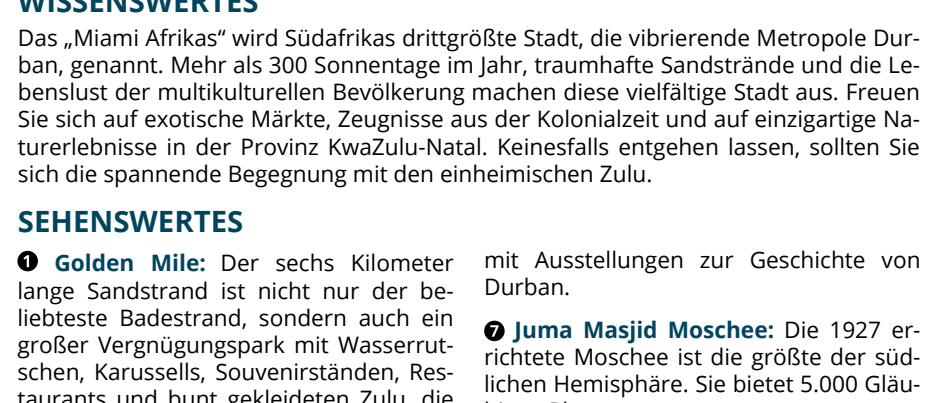 WISSENSWERTES
Das „Miami Afrikas“ wird Südafrikas drittgrößte Stadt, die vibrierende Metropole Dur-
ban, genannt. Mehr als 300 Sonnentage im Jahr, traumhafte Sandstrände und die Le-
benslust der multikulturellen Bevölkerung machen diese vielfältige Stadt aus. Freuen
Sie sich auf exotische Märkte, Zeugnisse aus der Kolonialzeit und auf einzigartige Na-
turerlebnisse in der Provinz KwaZulu-Natal. Keinesfalls entgehen lassen, sollten Sie
sich die spannende Begegnung mit den einheimischen Zulu.
SEHENSWERTES
❶ Golden Mile: Der sechs Kilometer
lange Sandstrand ist nicht nur der be-
liebteste Badestrand, sondern auch ein
großer Vergnügungspark mit Wasserrut-
schen, Karussells, Souvenirständen, Res-
taurants und bunt gekleideten Zulu, die
mit Ausstellungen zur Geschichte von
Durban.
❼ Juma Masjid Moschee: Die 1927 er-
richtete Moschee ist die größte der süd-
lichen Hemisphäre. Sie bietet 5.000 Gläu-